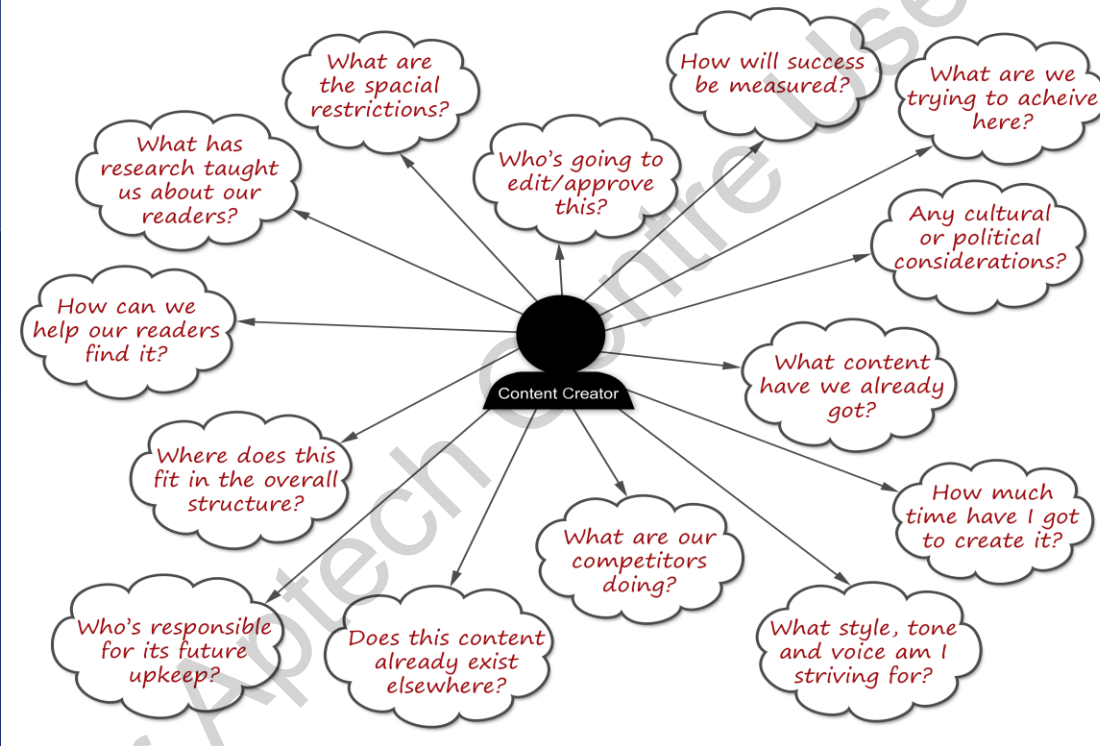 What are
the spacial
restrictions?
How will success
be measured?
What are we
trying to acheive
here?
What has
research taught
us about our
readers?
Who's going to
edit/approve
this?
Any cultural
or political
considerations?
How can we
help our readers
find it?
What content
have we already
got?
Content Creator
Where does this
fit in the overall
structure?
How much
time have I got
to create it?
What are our
competitors
doing?
Who's responsible
for its future
upkeep?
Does this content
already exist
elsewhere?
What style, tone
and voice am I
striving for?
Aptech Centre Use